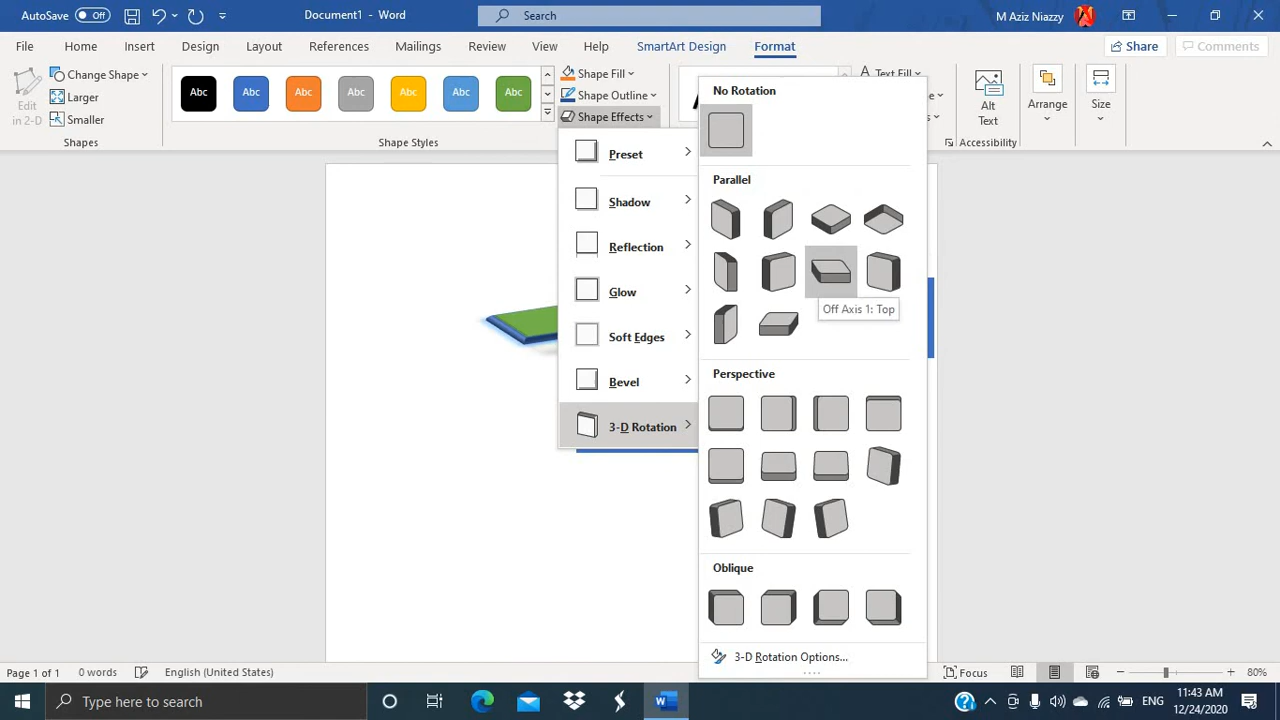 AutoSave Off Document1 - Word Search M Aziz Niazzy
File Home Insert Design Layout References Mailings Review View Help SmartArt Design Format Share Comments
Edit in 2-D
Change Shape
Larger
Smaller
Shapes
Abc Abc Abc Abc Abc Abc Abc
Shape Styles
Shape Fill
Shape Outline
Shape Effects
Text Fill
Alt Text
Accessibility
Arrange
Size
Preset
Shadow
Reflection
Glow
Soft Edges
Bevel
3-D Rotation
No Rotation
Parallel
Off Axis 1: Top
Perspective
Oblique
3-D Rotation Options...
Page 1 of 1 0 words English (United States) Focus 80%
Type here to search
ENG
11:43 AM
12/24/2020